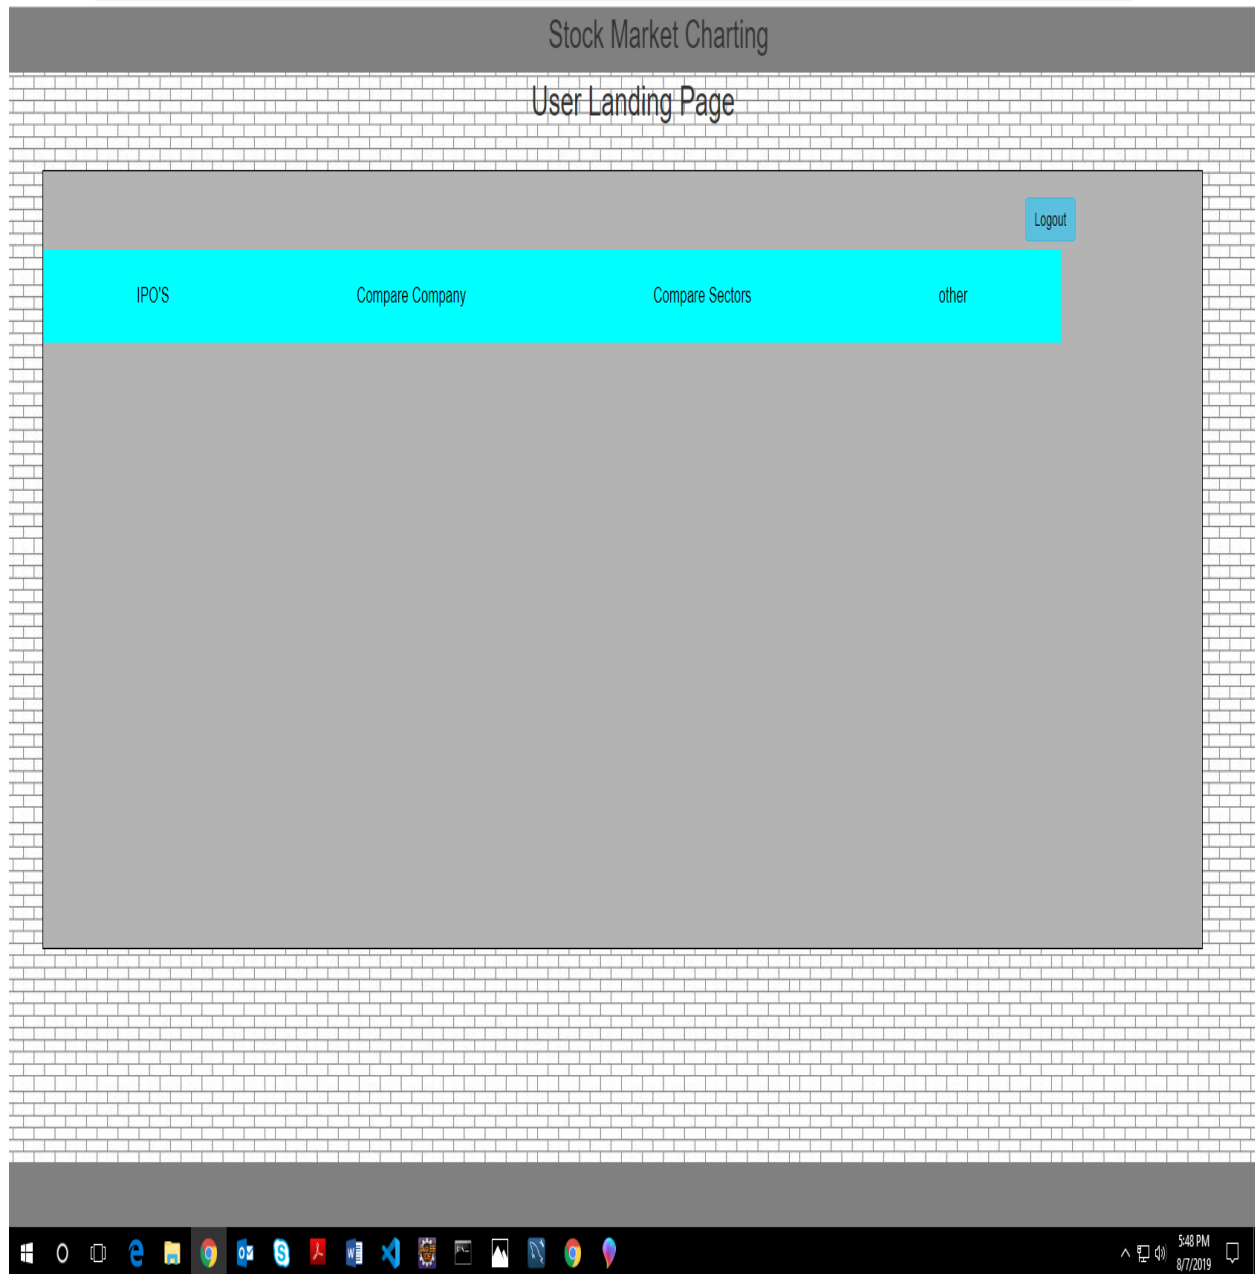 Stock Market Charting
User Landing Page
Logout
IPO'S Compare Company Compare Sectors other
5:48 PM
8/7/2019